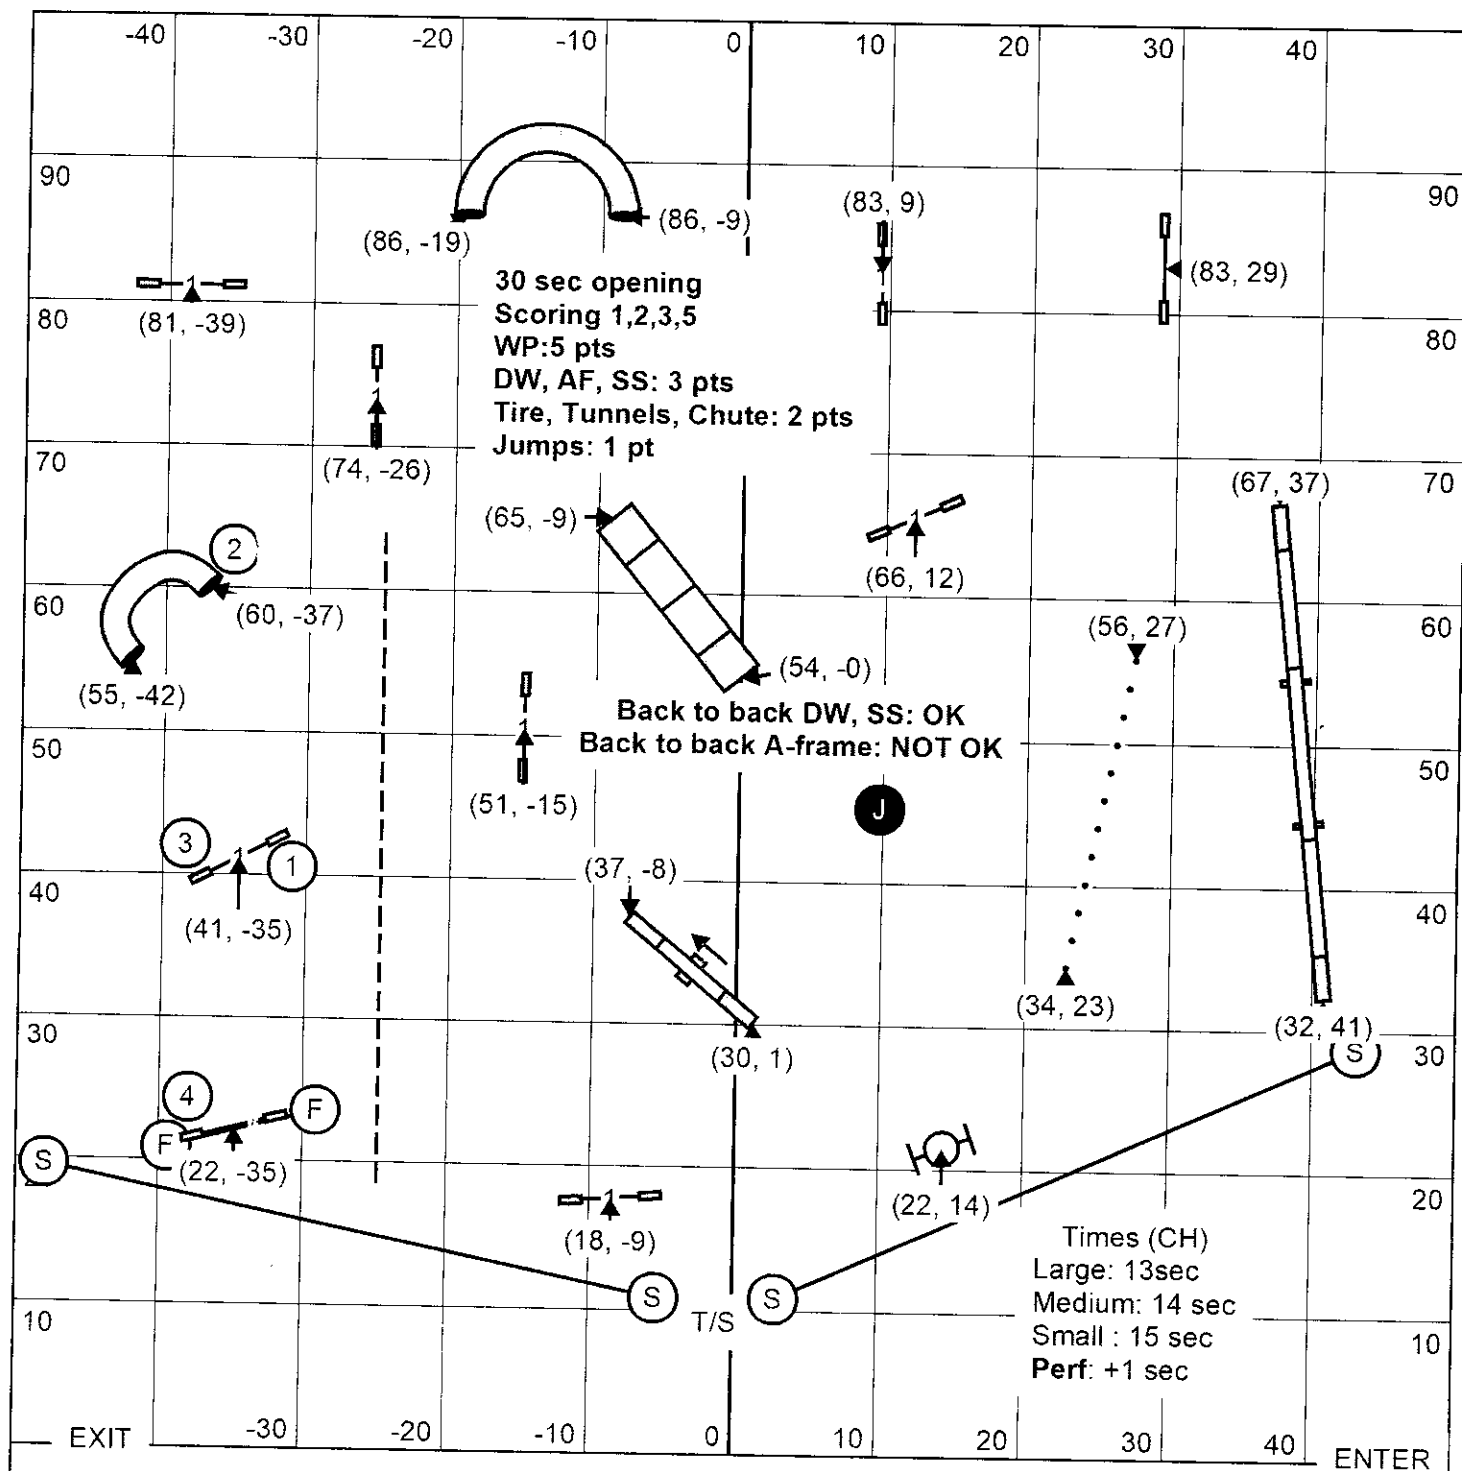 -40 -30 -20 -10 0 10 20 30 40
90 90
(86, -19)
(86, -9)
(83, 9)
(83, 29)
30 sec opening
Scoring 1,2,3,5
WP:5 pts
DW, AF, SS: 3 pts
Tire, Tunnels, Chute: 2 pts
Jumps: 1 pt
1
(81, -39)
80 80
1
(74, -26)
70 70
(65, -9)
1
(66, 12)
(67, 37)
2
(60, -37)
60 60
(56, 27)
(55, -42)
(54, -0)
Back to back DW, SS: OK
Back to back A-frame: NOT OK
1
(51, -15)
50 50
J
3
1
1
(41, -35)
40 40
(37, -8)
(34, 23)
(32, 41)
30 30
(30, 1)
S
4
F
F
(22, -35)
S
1
(18, -9)
(22, 14)
20
S
S
T/S
Times (CH)
Large: 13sec
Medium: 14 sec
Small : 15 sec
Perf: +1 sec
10 10
EXIT -30 -20 -10 0 10 20 30 40 ENTER